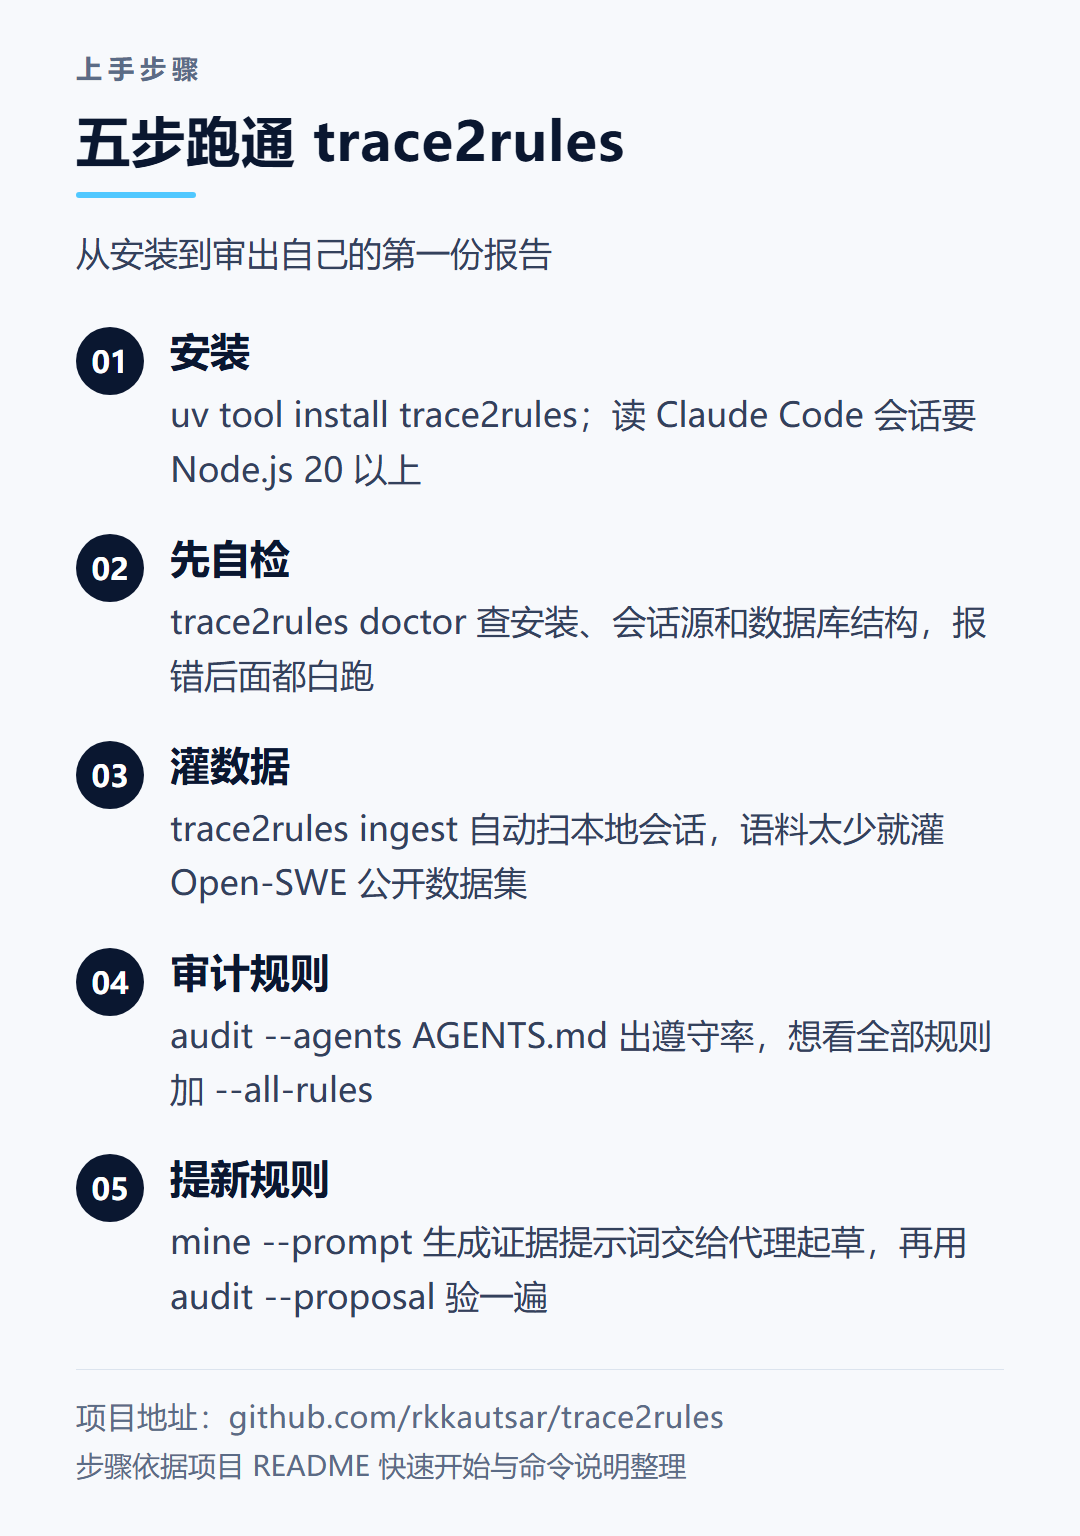 上手步骤
五步跑通 trace2rules
从安装到审出自己的第一份报告
01
安装
uv tool install trace2rules；读 Claude Code 会话要
Node.js 20 以上
02
先自检
trace2rules doctor 查安装、会话源和数据库结构，报
错后面都白跑
03
灌数据
trace2rules ingest 自动扫本地会话，语料太少就灌
Open-SWE 公开数据集
04
审计规则
audit --agents AGENTS.md 出遵守率，想看全部规则
加 --all-rules
05
提新规则
mine --prompt 生成证据提示词交给代理起草，再用
audit --proposal 验一遍
项目地址：github.com/rkkautsar/trace2rules
步骤依据项目 README 快速开始与命令说明整理